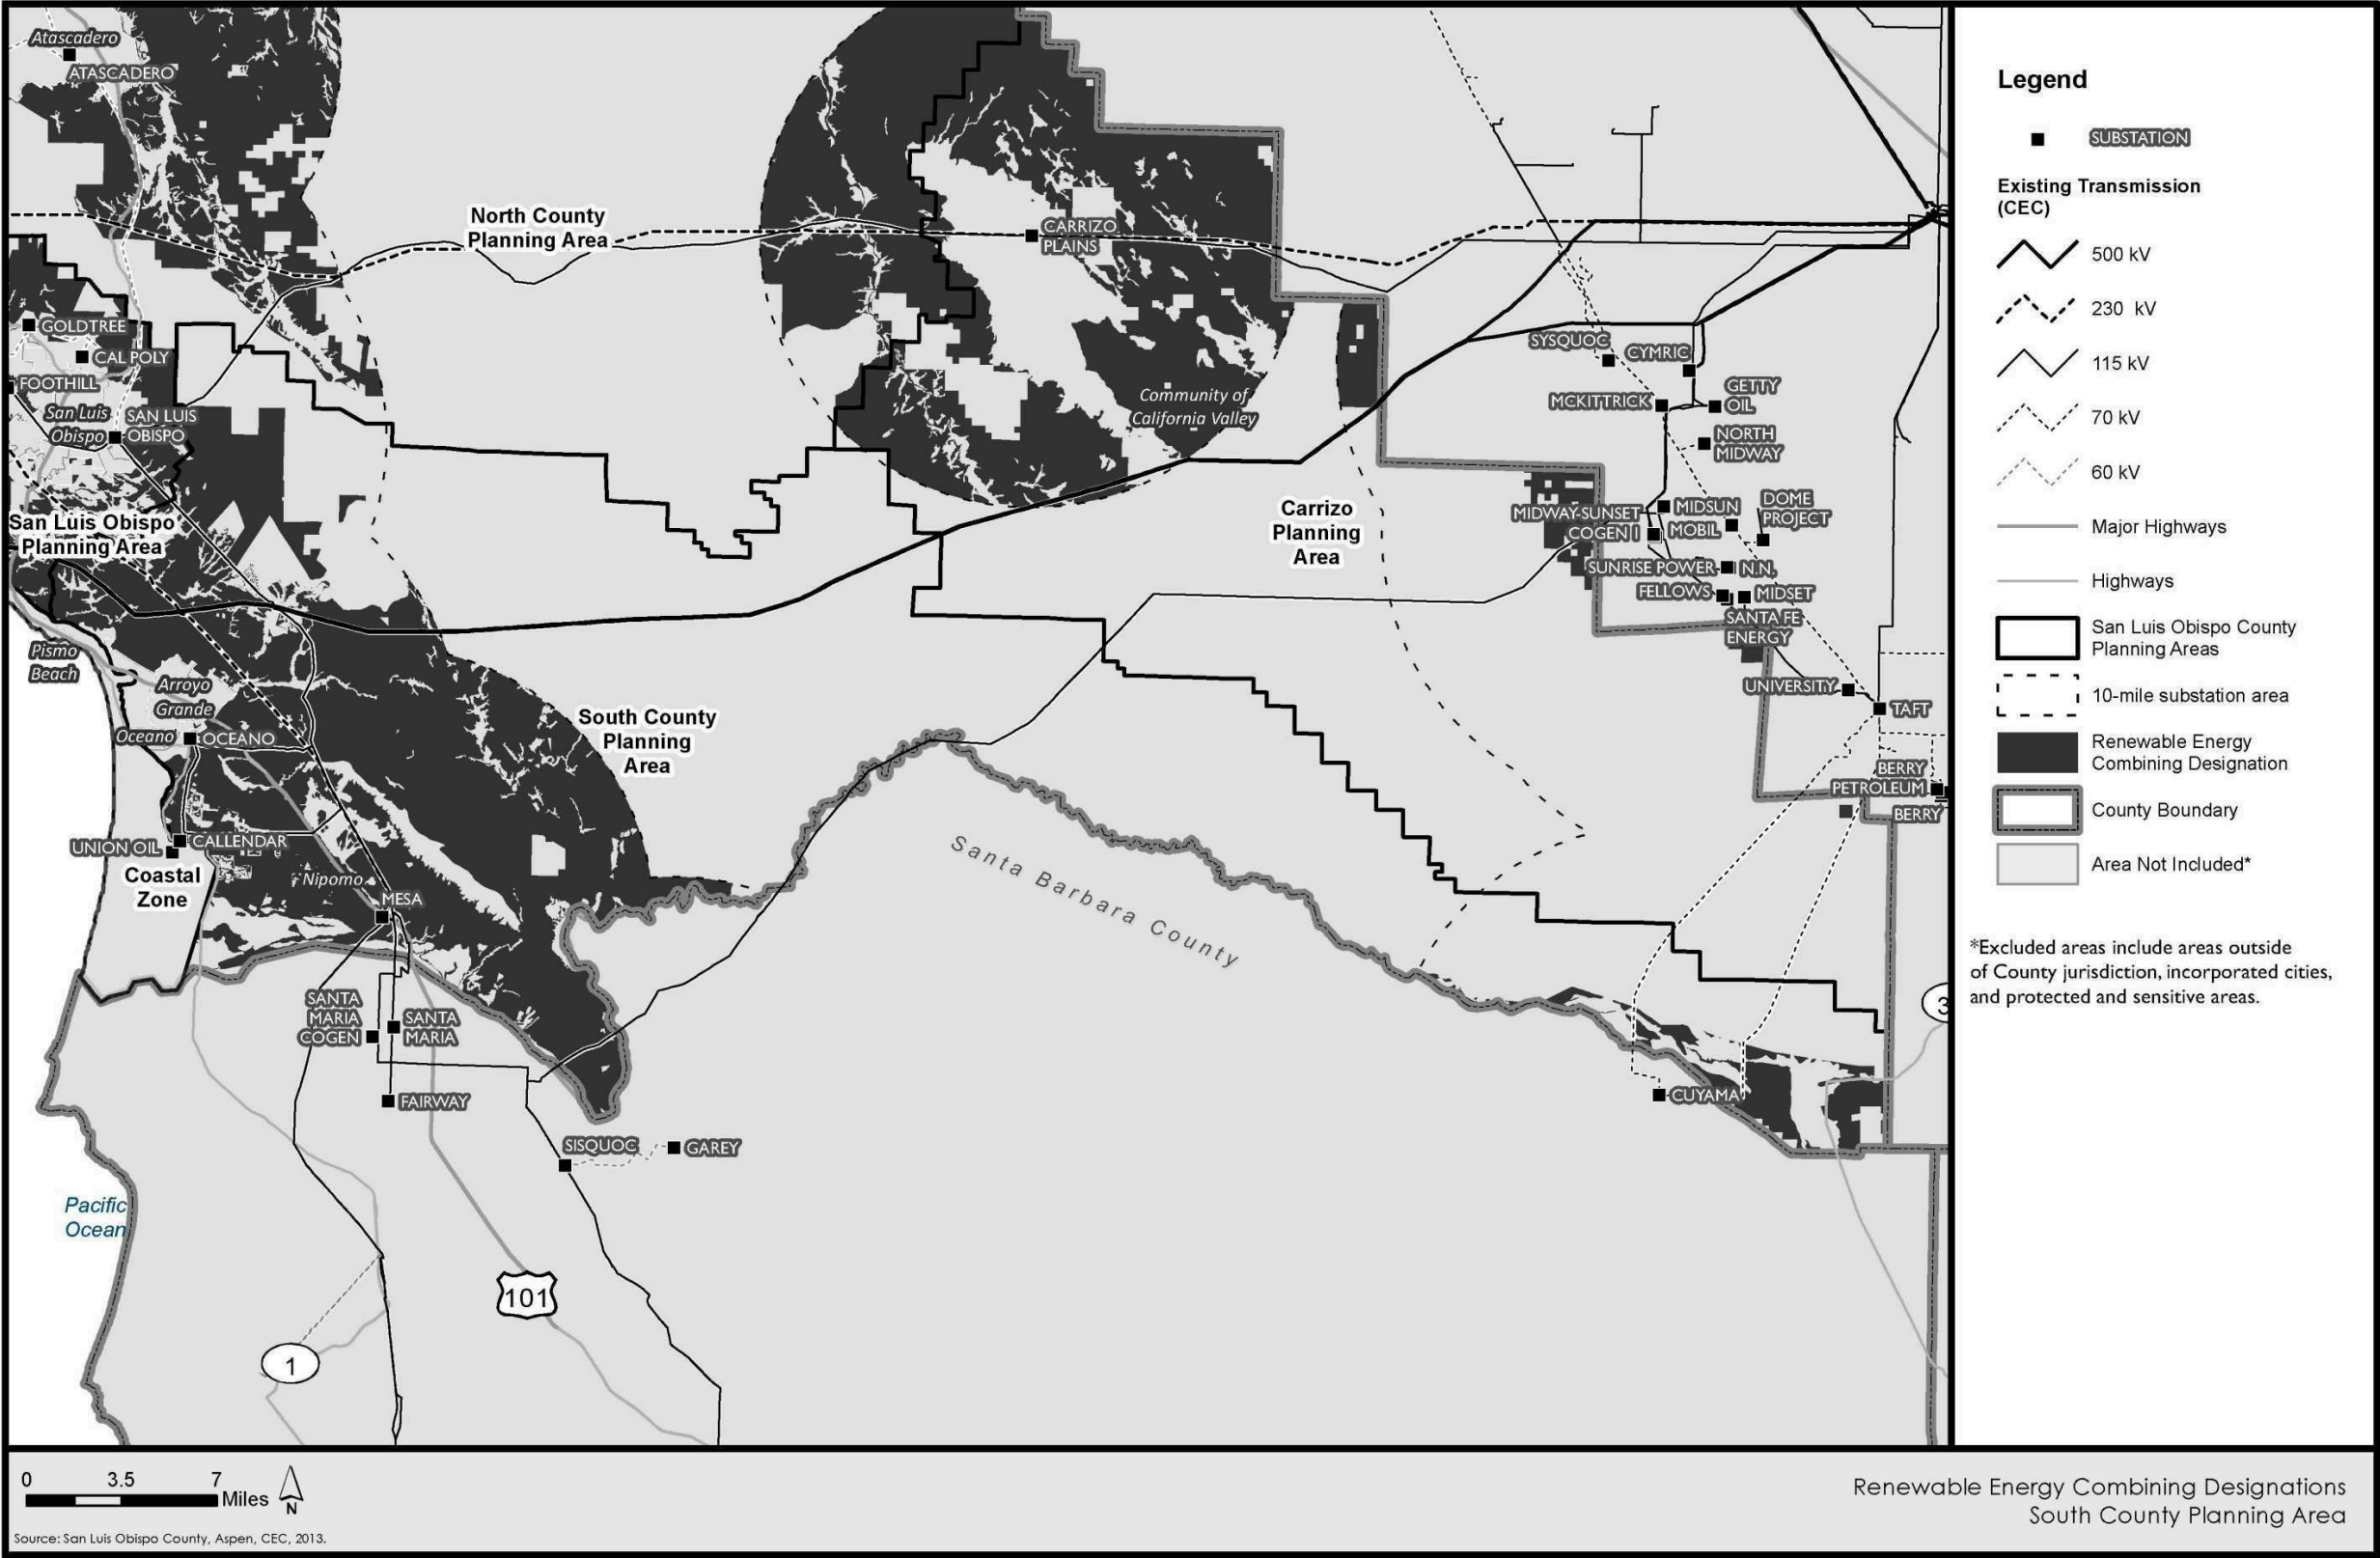 Atascadero
ATASCADERO
North County
Planning Area
CARRIZO
PLAINS
GOLDTREE
CAL POLY
FOOTHILL
San Luis
Obispo
SAN LUIS
OBISPO
Community of
California Valley
SYSQUOC
CYMRIC
MCKITTRICK
GETTY
OIL
NORTH
MIDWAY
San Luis Obispo
Planning Area
Carrizo
Planning
Area
MIDWAY-SUNSET
COGEN I
MIDSUN
MOBIL
DOME
PROJECT
SUNRISE POWER
N.N.
FELLOWS
MIDSET
SANTA FE
ENERGY
UNIVERSITY
TAFT
Pismo
Beach
Arroyo
Grande
Oceano
OCEANO
South County
Planning
Area
BERRY
PETROLEUM
BERRY
UNION OIL
CALLENDAR
Coastal
Zone
Nipomo
MESA
Santa Barbara County
SANTA
MARIA
COGEN
SANTA
MARIA
FAIRWAY
CUYAMA
SISQUOC
GAREY
Pacific
Ocean
101
1
3
Legend
SUBSTATION
Existing Transmission
(CEC)
500 kV
230 kV
115 kV
70 kV
60 kV
Major Highways
Highways
San Luis Obispo County
Planning Areas
10-mile substation area
Renewable Energy
Combining Designation
County Boundary
Area Not Included*
*Excluded areas include areas outside
of County jurisdiction, incorporated cities,
and protected and sensitive areas.
0 3.5 7
Miles
N
Source: San Luis Obispo County, Aspen, CEC, 2013.
Renewable Energy Combining Designations
South County Planning Area